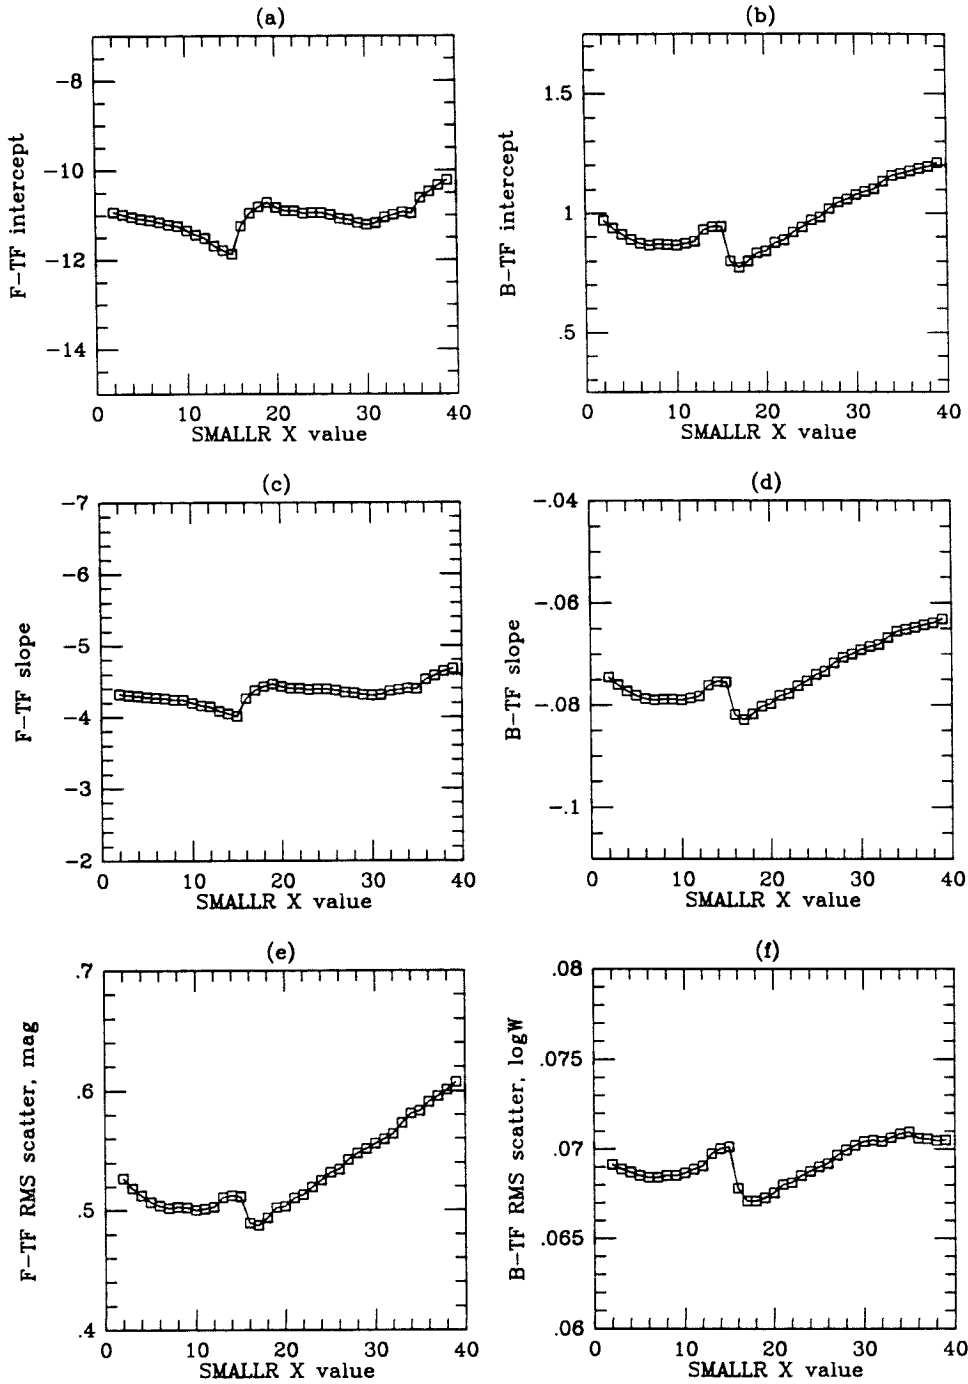 (a)
F-TF intercept
-8
-10
-12
-14
0 10 20 30 40
SMALLR X value
(b)
B-TF intercept
1.5
1
.5
0 10 20 30 40
SMALLR X value
(c)
F-TF slope
-7
-6
-5
-4
-3
-2
0 10 20 30 40
SMALLR X value
(d)
B-TF slope
-.04
-.06
-.08
-.1
0 10 20 30 40
SMALLR X value
(e)
F-TF RMS scatter, mag
.7
.6
.5
.4
0 10 20 30 40
SMALLR X value
(f)
B-TF RMS scatter, logW
.08
.075
.07
.065
.06
0 10 20 30 40
SMALLR X value